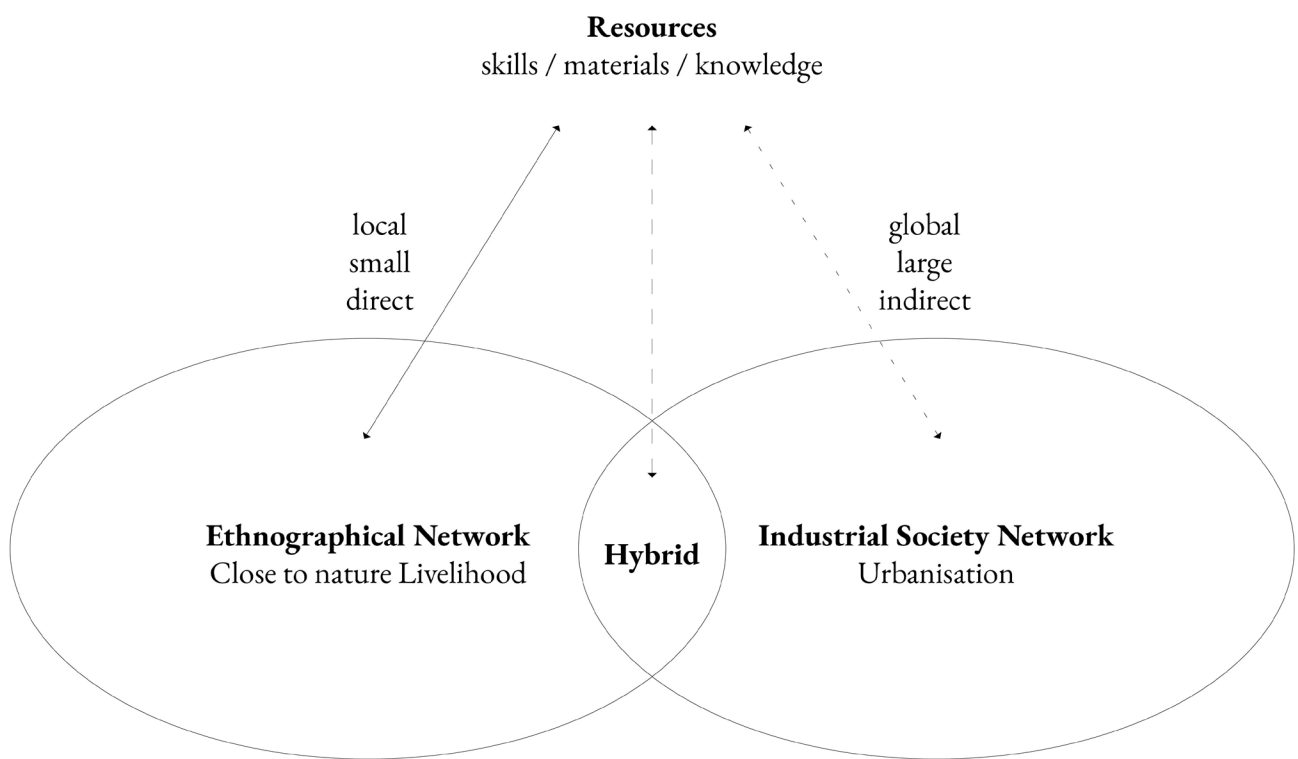 Resources
skills / materials / knowledge
local
small
direct
global
large
indirect
Ethnographical Network
Close to nature Livelihood
Hybrid
Industrial Society Network
Urbanisation